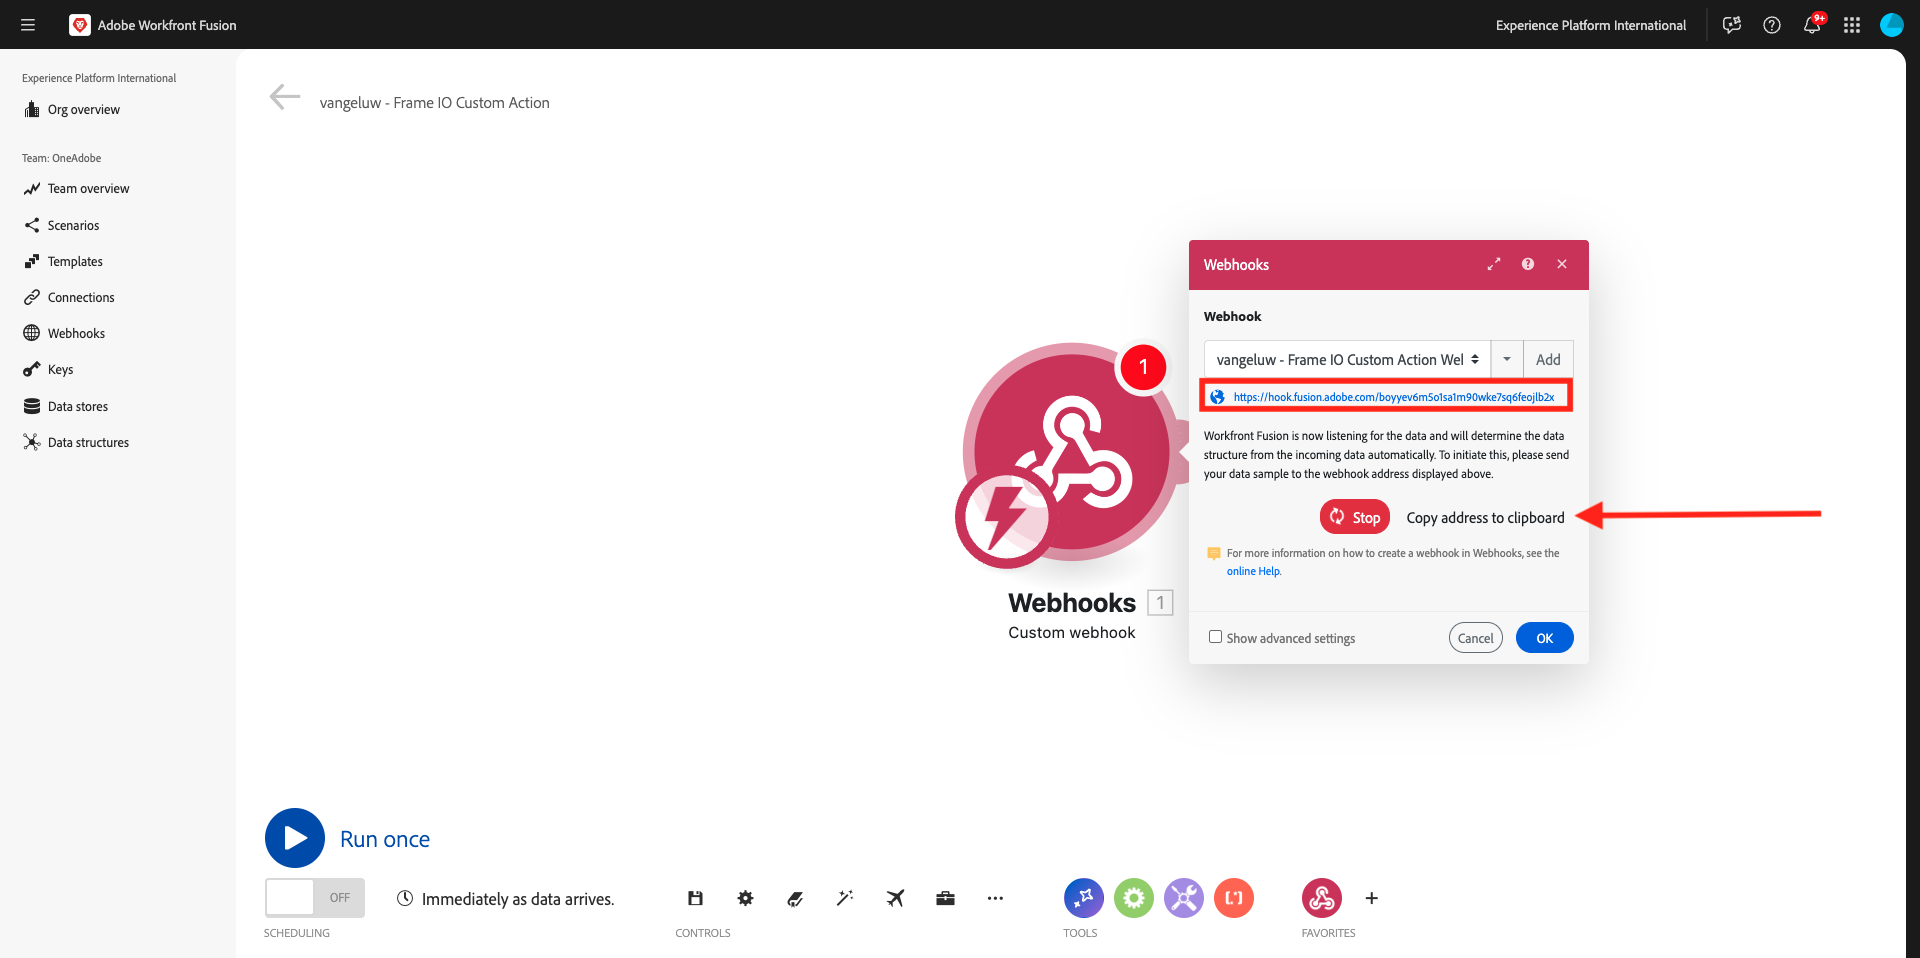 Adobe Workfront Fusion
Experience Platform International
9+
Experience Platform International
Org overview
Team: OneAdobe
Team overview
Scenarios
Templates
Connections
Webhooks
Keys
Data stores
Data structures
vangeluw - Frame IO Custom Action
1
Webhooks 1
Custom webhook
Webhooks
Webhook
vangeluw - Frame IO Custom Action Wel
Add
https://hook.fusion.adobe.com/boyyev6m5o1sa1m90wke7sq6feojlb2x
Workfront Fusion is now listening for the data and will determine the data
structure from the incoming data automatically. To initiate this, please send
your data sample to the webhook address displayed above.
Stop Copy address to clipboard
For more information on how to create a webhook in Webhooks, see the
online Help.
Show advanced settings
Cancel
OK
Run once
OFF
Immediately as data arrives.
SCHEDULING
CONTROLS
TOOLS
FAVORITES